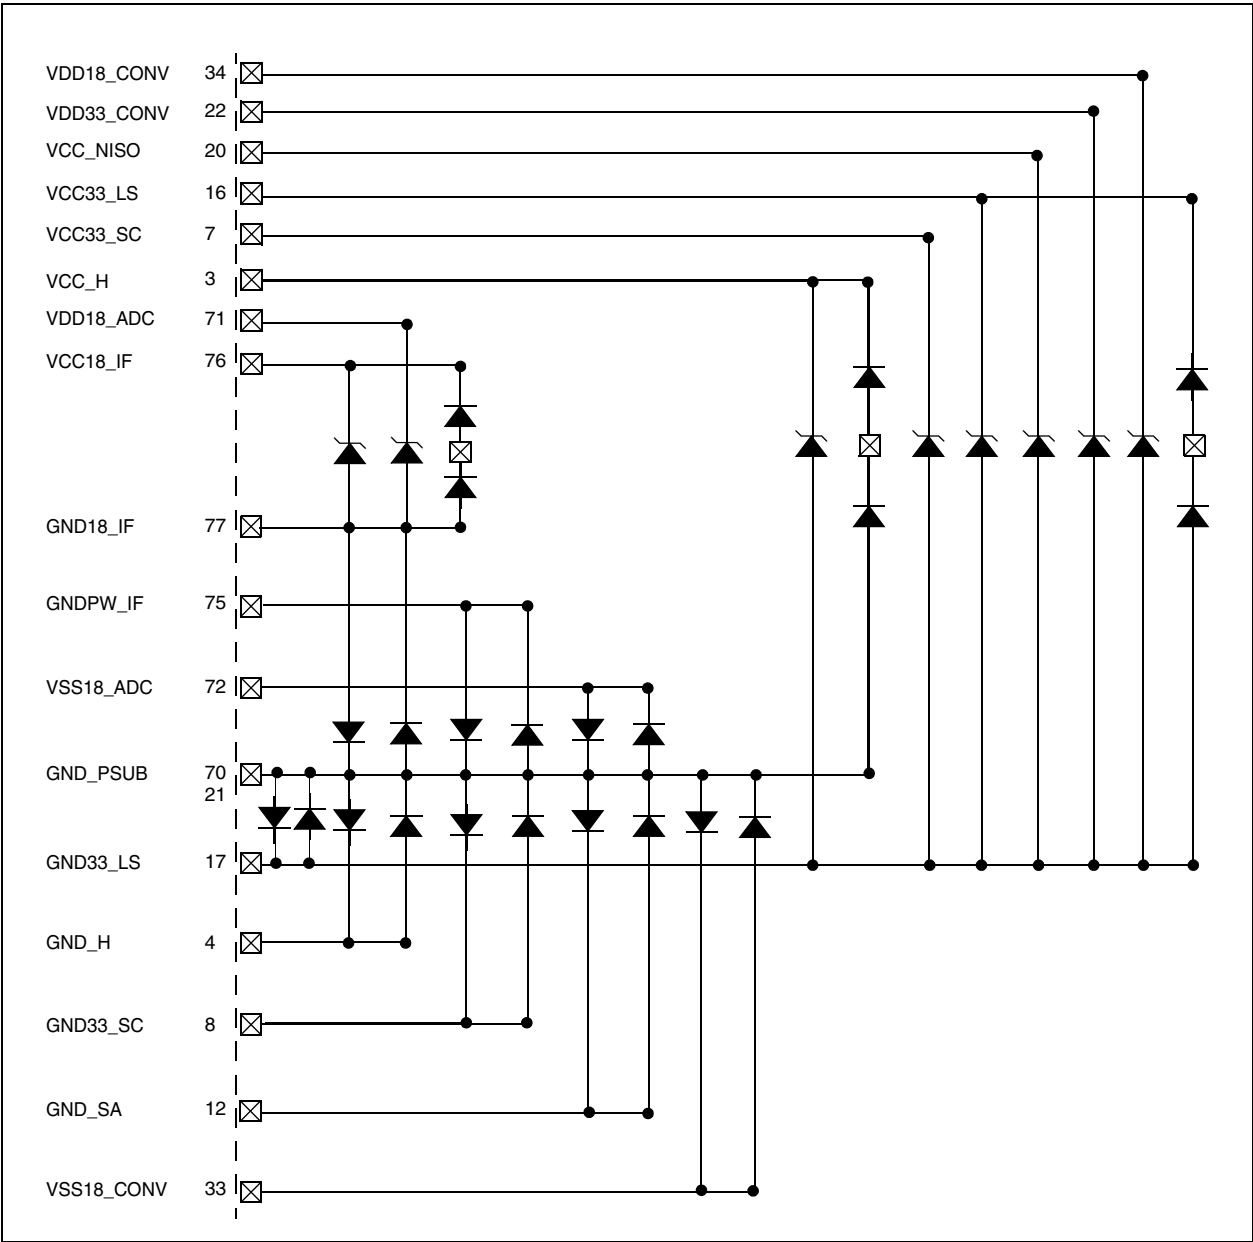 VDD18_CONV 34
VDD33_CONV 22
VCC_NISO 20
VCC33_LS 16
VCC33_SC 7
VCC_H 3
VDD18_ADC 71
VCC18_IF 76
GND18_IF 77
GNDPW_IF 75
VSS18_ADC 72
GND_PSUB 70
21
GND33_LS 17
GND_H 4
GND33_SC 8
GND_SA 12
VSS18_CONV 33